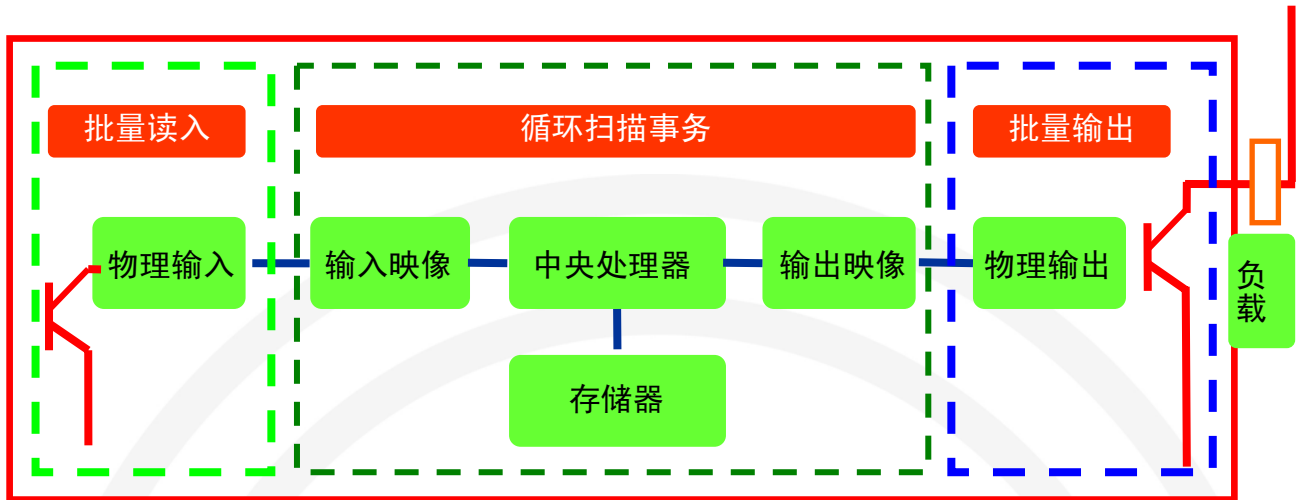 批量读入
循环扫描事务
批量输出
物理输入
输入映像
中央处理器
输出映像
物理输出
负
载
存储器